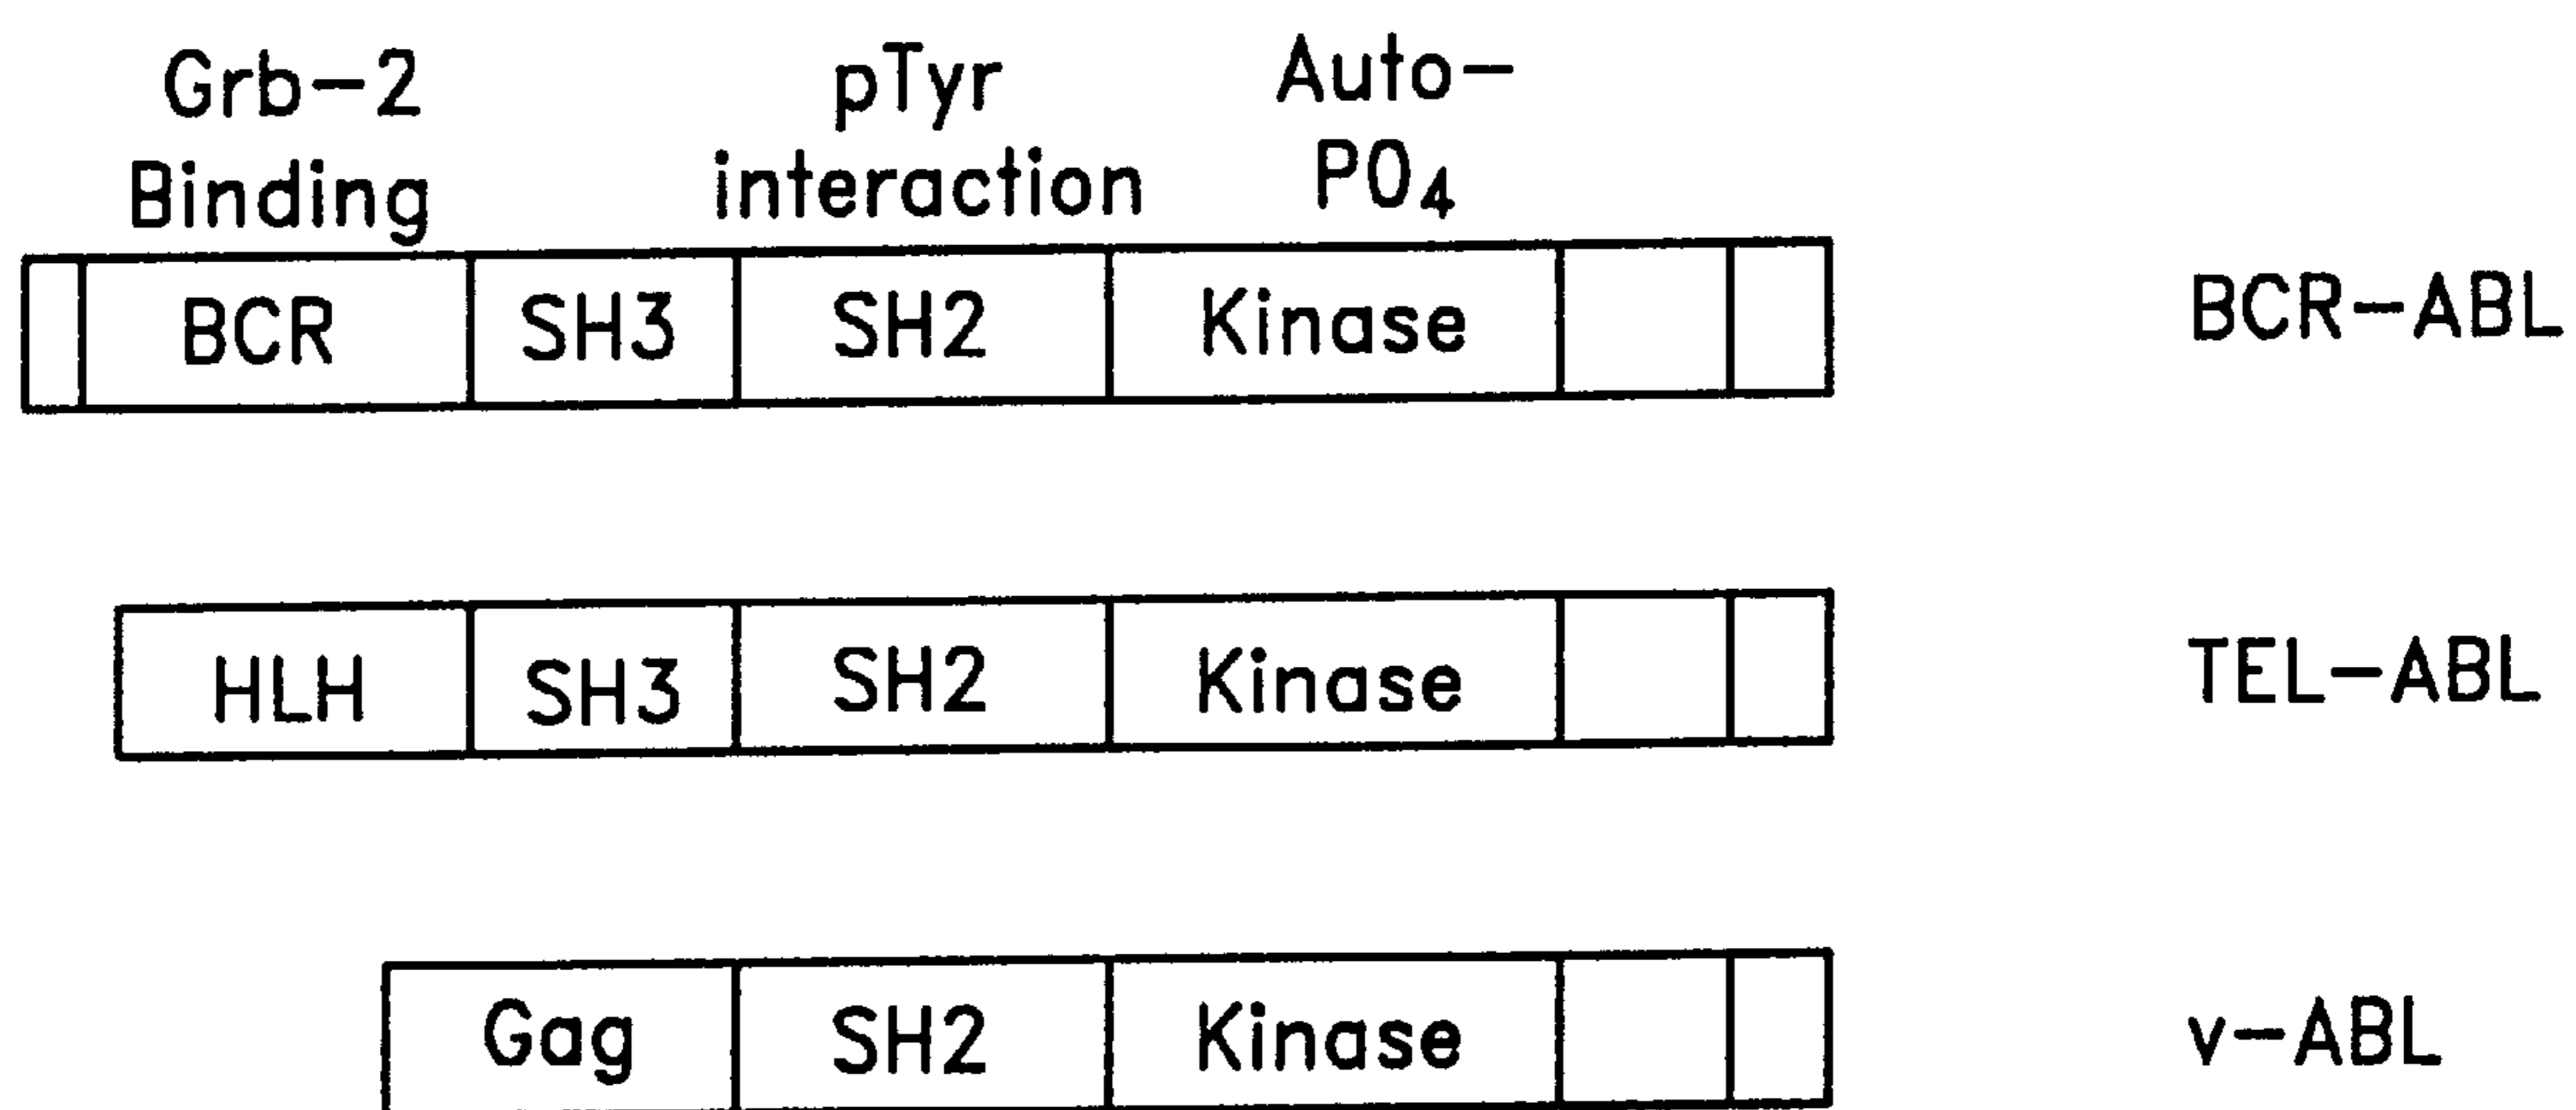 Grb-2
Binding
pTyr
interaction
Auto-
PO4
BCR SH3 SH2 Kinase BCR-ABL
HLH SH3 SH2 Kinase TEL-ABL
Gag SH2 Kinase v-ABL